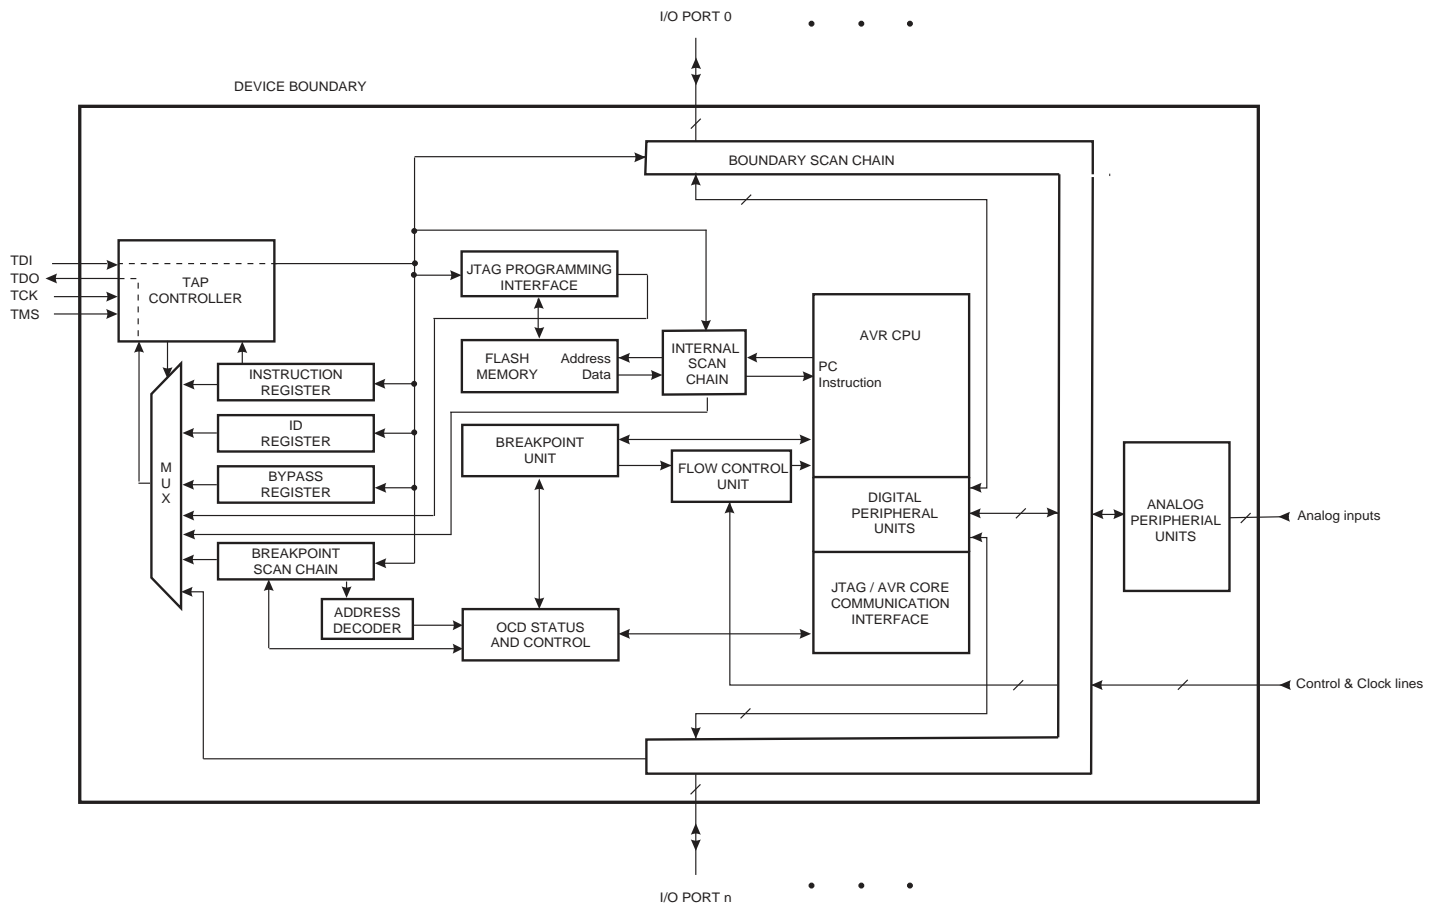 I/O PORT 0
DEVICE BOUNDARY
BOUNDARY SCAN CHAIN
TDI
TDO
TCK
TMS
TAP
CONTROLLER
JTAG PROGRAMMING
INTERFACE
AVR CPU
FLASH
MEMORY
Address
Data
INTERNAL
SCAN
CHAIN
PC
Instruction
INSTRUCTION
REGISTER
ID
REGISTER
BREAKPOINT
UNIT
FLOW CONTROL
UNIT
BYPASS
REGISTER
M
U
X
DIGITAL
PERIPHERAL
UNITS
ANALOG
PERIPHERIAL
UNITS
Analog inputs
BREAKPOINT
SCAN CHAIN
ADDRESS
DECODER
OCD STATUS
AND CONTROL
JTAG / AVR CORE
COMMUNICATION
INTERFACE
Control & Clock lines
I/O PORT n